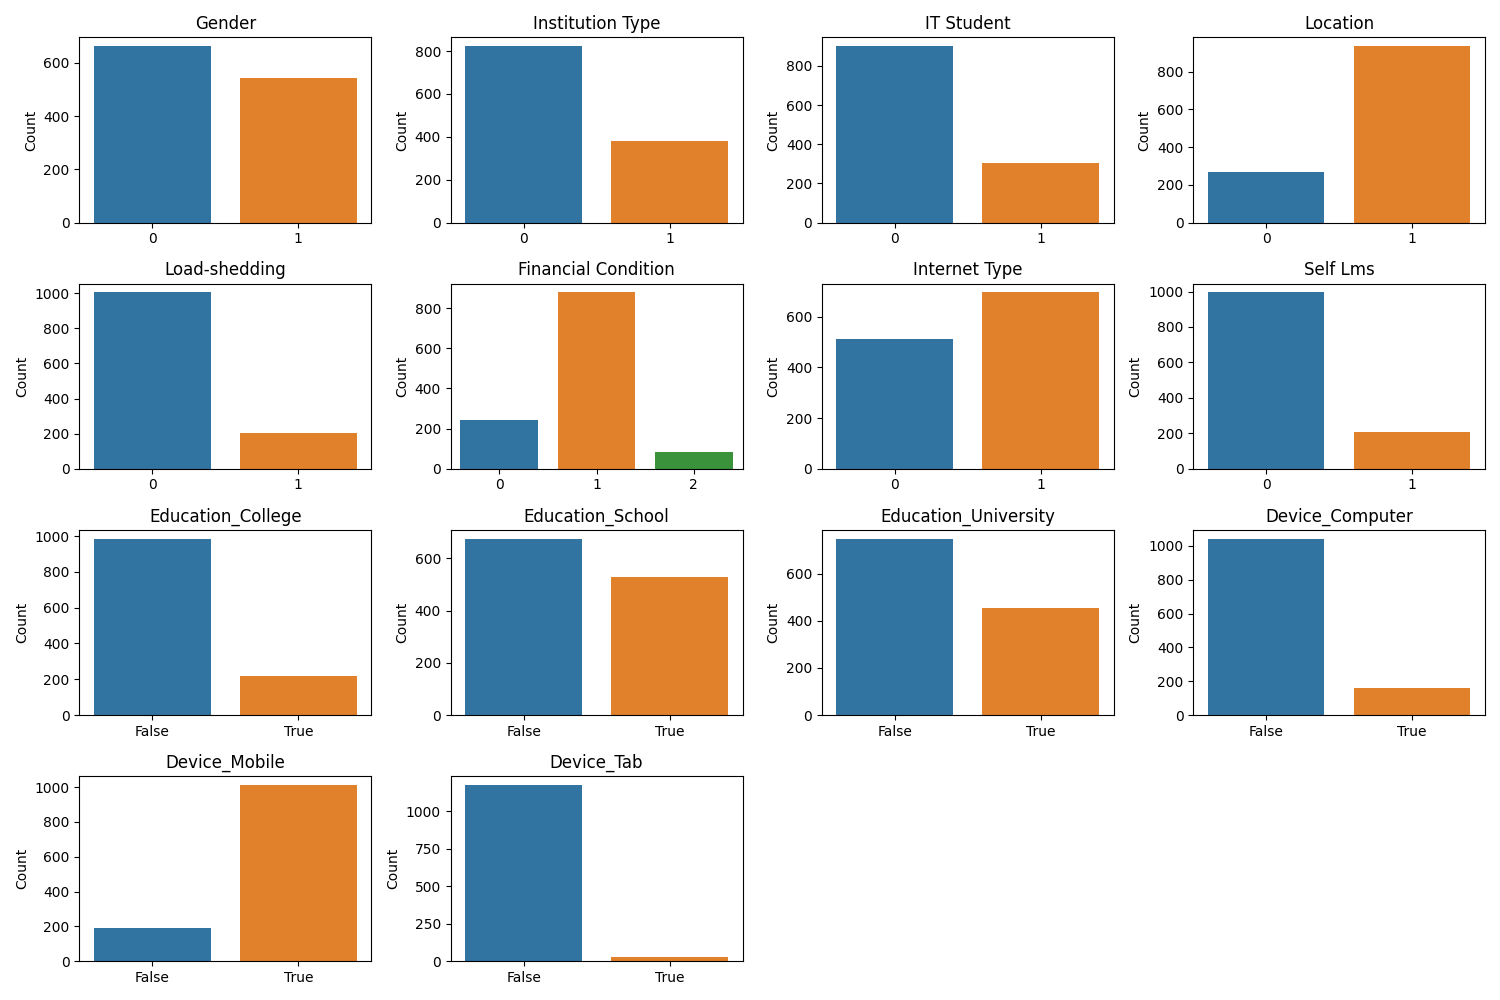 Gender
Count
600
400
200
0
0 1
Institution Type
Count
800
600
400
200
0
0 1
IT Student
Count
800
600
400
200
0
0 1
Location
Count
800
600
400
200
0
0 1
Load-shedding
Count
1000
800
600
400
200
0
0 1
Financial Condition
Count
800
600
400
200
0
0 1 2
Internet Type
Count
600
400
200
0
0 1
Self Lms
Count
1000
800
600
400
200
0
0 1
Education_College
Count
1000
800
600
400
200
0
False True
Education_School
Count
600
400
200
0
False True
Education_University
Count
600
400
200
0
False True
Device_Computer
Count
1000
800
600
400
200
0
False True
Device_Mobile
Count
1000
800
600
400
200
0
False True
Device_Tab
Count
1000
750
500
250
0
False True